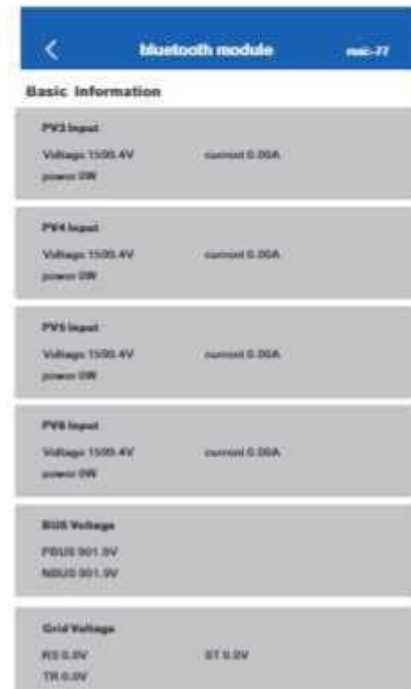 bluetooth module
Basic Information
PV3 Input
Voltage 1500.4V current 0.00A
power 0W
PV4 Input
Voltage 1500.4V current 0.00A
power 0W
PV5 Input
Voltage 1500.4V current 0.00A
power 0W
PV6 Input
Voltage 1500.4V current 0.00A
power 0W
BUS Voltage
PBUS 901.9V
NBUS 901.9V
Grid Voltage
RS 0.0V ST 0.0V
TR 0.0V